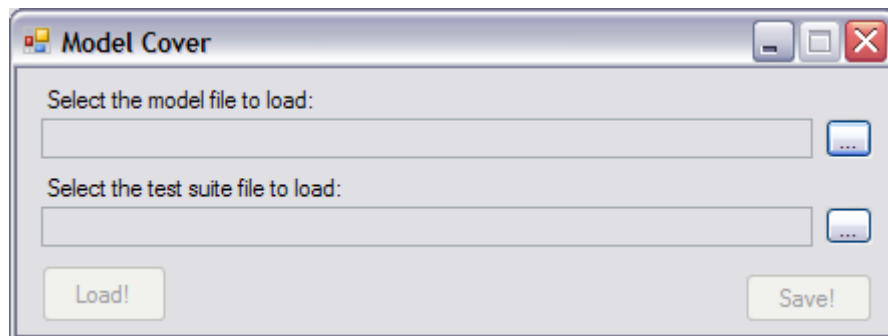 Model Cover
Select the model file to load:
...
Select the test suite file to load:
...
Load!
Save!